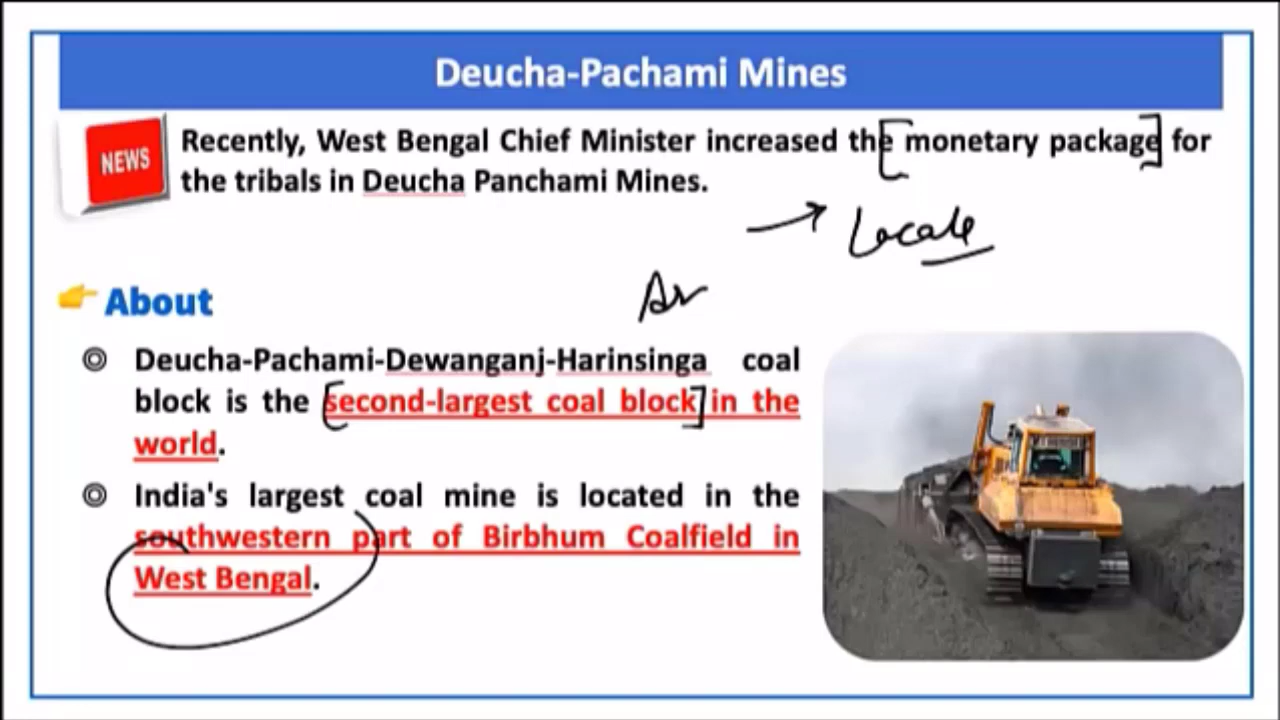 Deucha-Pachami Mines
NEWS
Recently, West Bengal Chief Minister increased the monetary package for
the tribals in Deucha Panchami Mines.
Locale
About
Deucha-Pachami-Dewanganj-Harinsinga coal
block is the second-largest coal block in the
world.
India's largest coal mine is located in the
southwestern part of Birbhum Coalfield in
West Bengal.